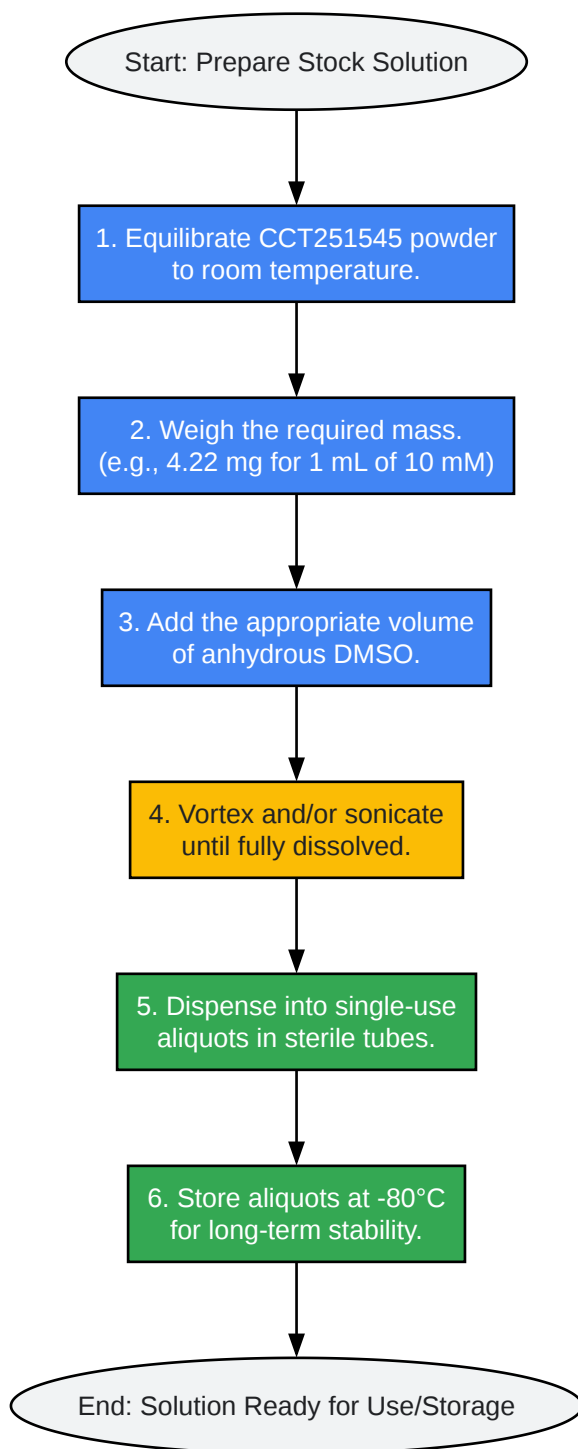 Start: Prepare Stock Solution
1. Equilibrate CCT251545 powder
to room temperature.
2. Weigh the required mass.
(e.g., 4.22 mg for 1 mL of 10 mM)
3. Add the appropriate volume
of anhydrous DMSO.
4. Vortex and/or sonicate
until fully dissolved.
5. Dispense into single-use
aliquots in sterile tubes.
6. Store aliquots at -80°C
for long-term stability.
End: Solution Ready for Use/Storage